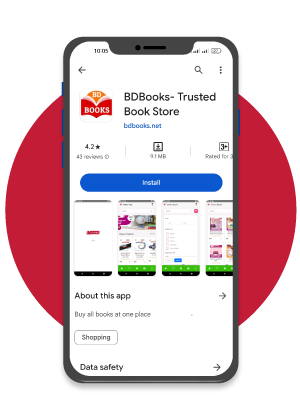 10:05
BD
BOOKS
BDBooks- Trusted
Book Store
bdbooks.net
4.2★
43 reviews
9.1 MB
3+
Rated for 3
Install
About this app
Buy all books at one place
Shopping
Data safety